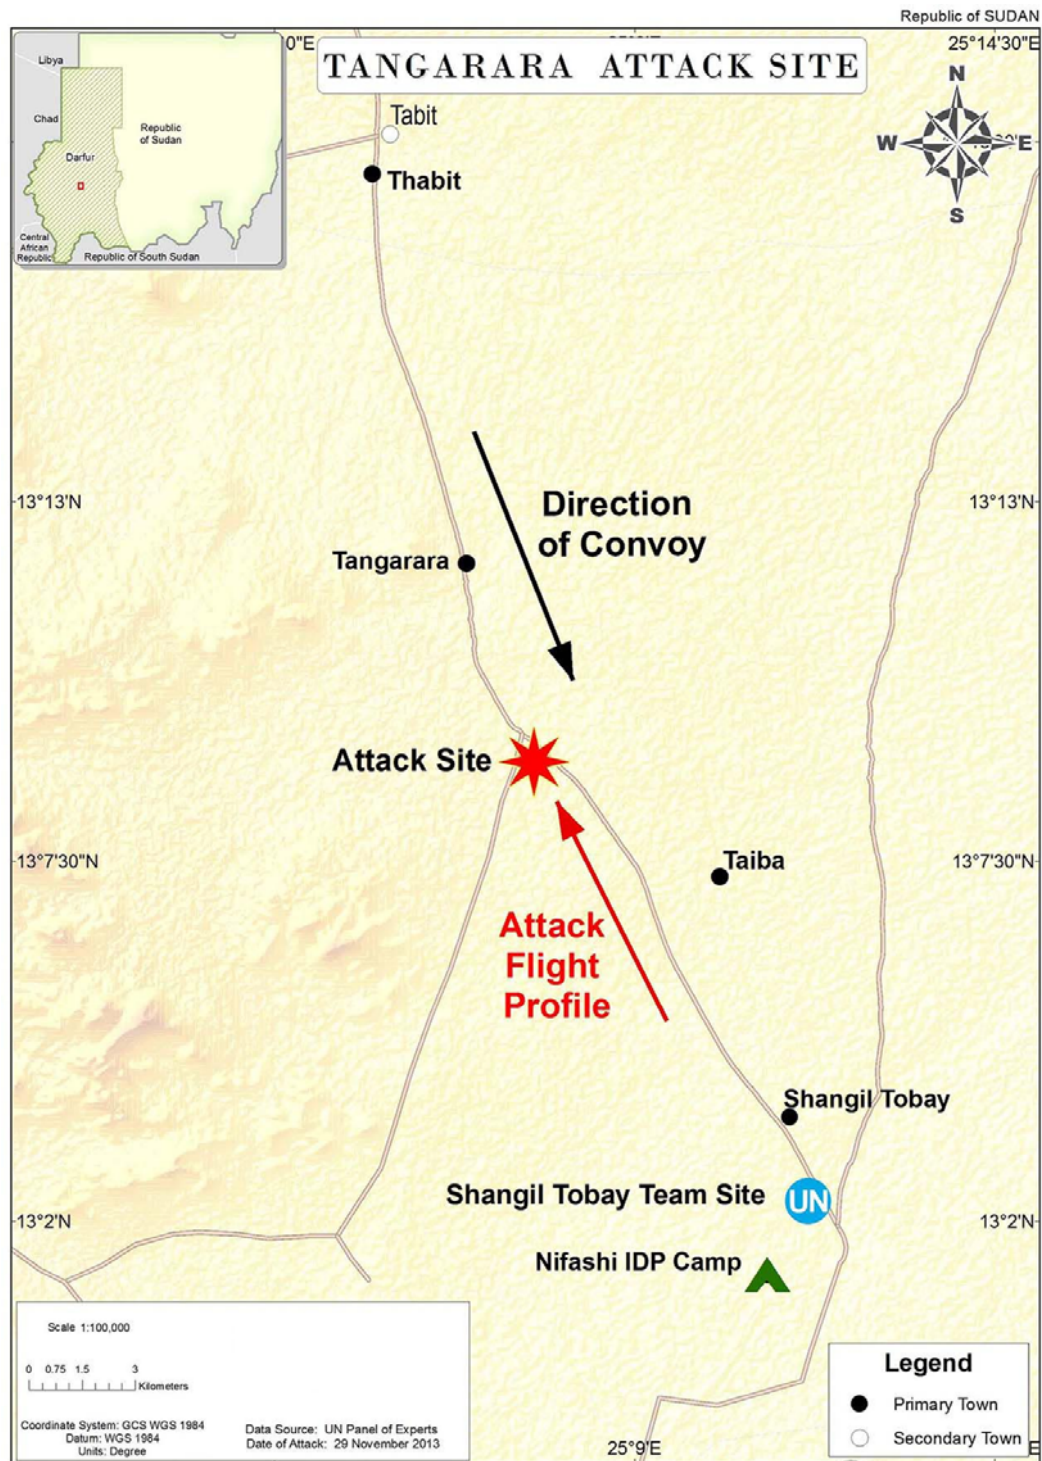 Republic of SUDAN
0"E
25°14'30"E
TANGARARA ATTACK SITE
Libya
Chad
Republic
of Sudan
Darfur
Central
African
Republic
Republic of South Sudan
N
W
E
S
Tabit
Thabit
13°13'N
13°13'N
Direction
of Convoy
Tangarara
Attack Site
13°7'30"N
13°7'30"N
Taiba
Attack
Flight
Profile
Shangil Tobay
Shangil Tobay Team Site
UN
13°2'N
13°2'N
Nifashi IDP Camp
Scale 1:100,000
0 0.75 1.5 3
Kilometers
Coordinate System: GCS WGS 1984
Datum: WGS 1984
Units: Degree
Data Source: UN Panel of Experts
Date of Attack: 29 November 2013
25°9'E
Legend
Primary Town
Secondary Town